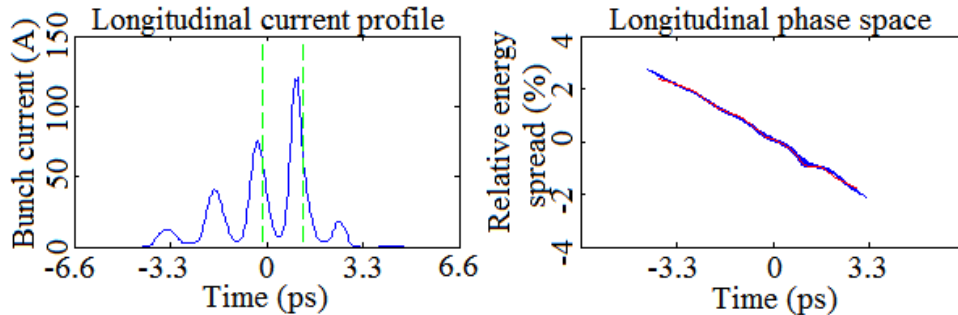 Longitudinal current profile
Bunch current (A)
150
100
50
0
-6.6
-3.3
0
3.3
6.6
Time (ps)
Longitudinal phase space
Relative energy
spread (%)
4
2
0
-2
-4
-3.3
0
3.3
Time (ps)